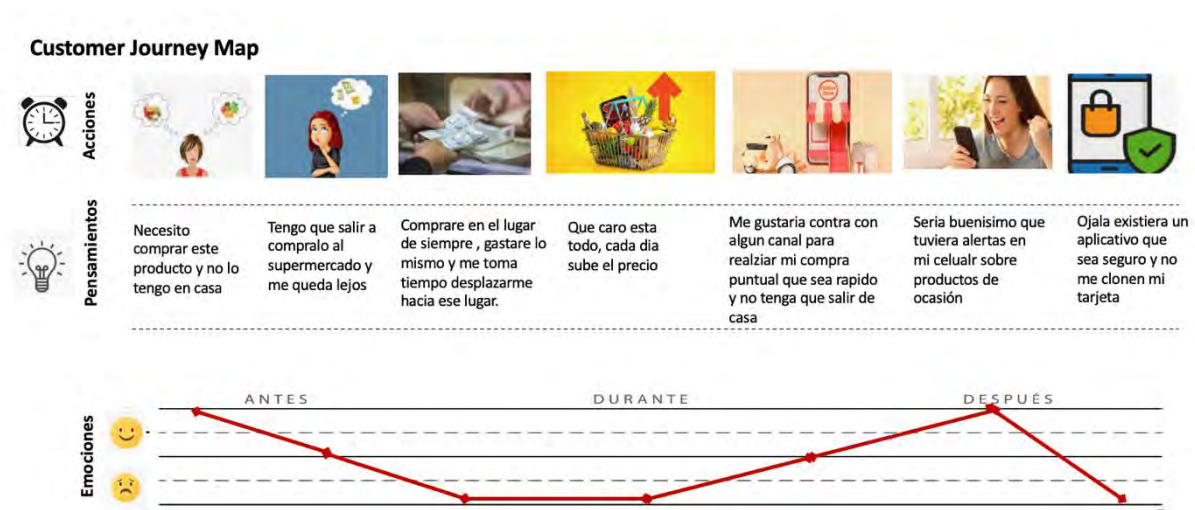 Customer Journey Map
Acciones
Pensamientos
Necesito
comprar este
producto y no lo
tengo en casa
Tengo que salir a
compralo al
supermercado y
me queda lejos
Comprare en el lugar
de siempre , gastare lo
mismo y me toma
tiempo desplazarme
hacia ese lugar.
Que caro esta
todo, cada dia
sube el precio
Me gustaria contra con
algun canal para
realziar mi compra
puntual que sea rapido
y no tenga que salir de
casa
Seria buenisimo que
tuviera alertas en
mi celualr sobre
productos de
ocasión
Ojala existiera un
aplicativo que
sea seguro y no
me clonen mi
tarjeta
ANTES
DURANTE
DESPUÉS
Emociones